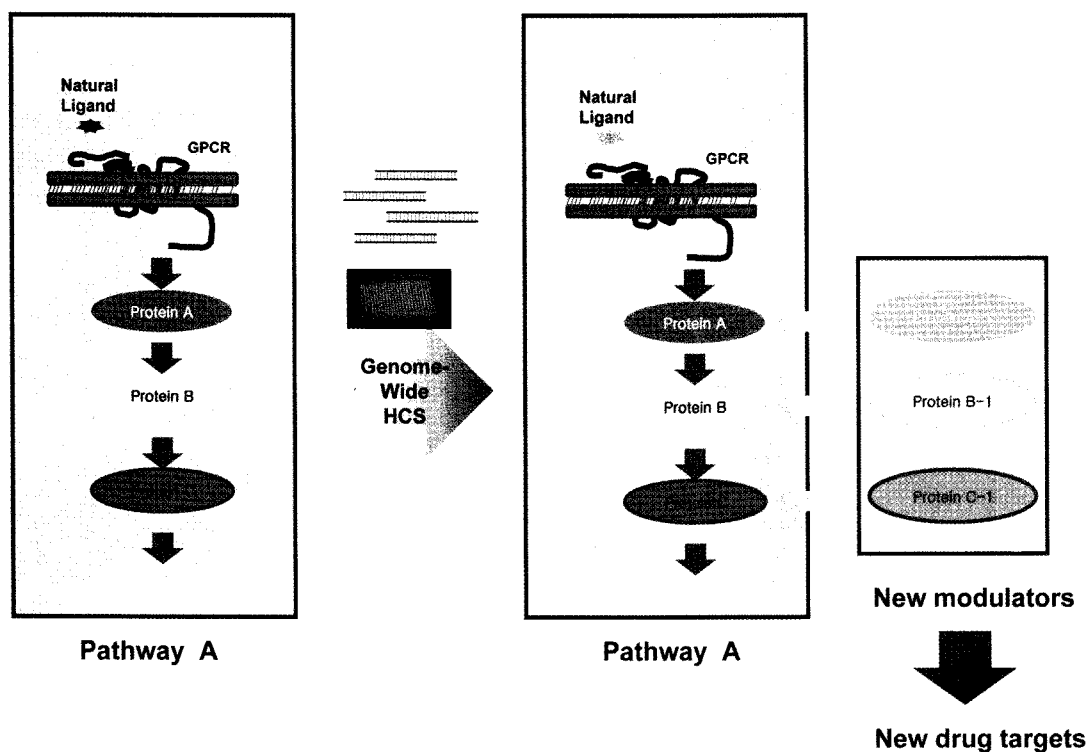 Natural
Ligand
GPCR
Protein A
Protein B
Pathway A
Genome-
Wide
HCS
Natural
Ligand
GPCR
Protein A
Protein B
Pathway A
Protein B-1
Protein C-1
New modulators
New drug targets